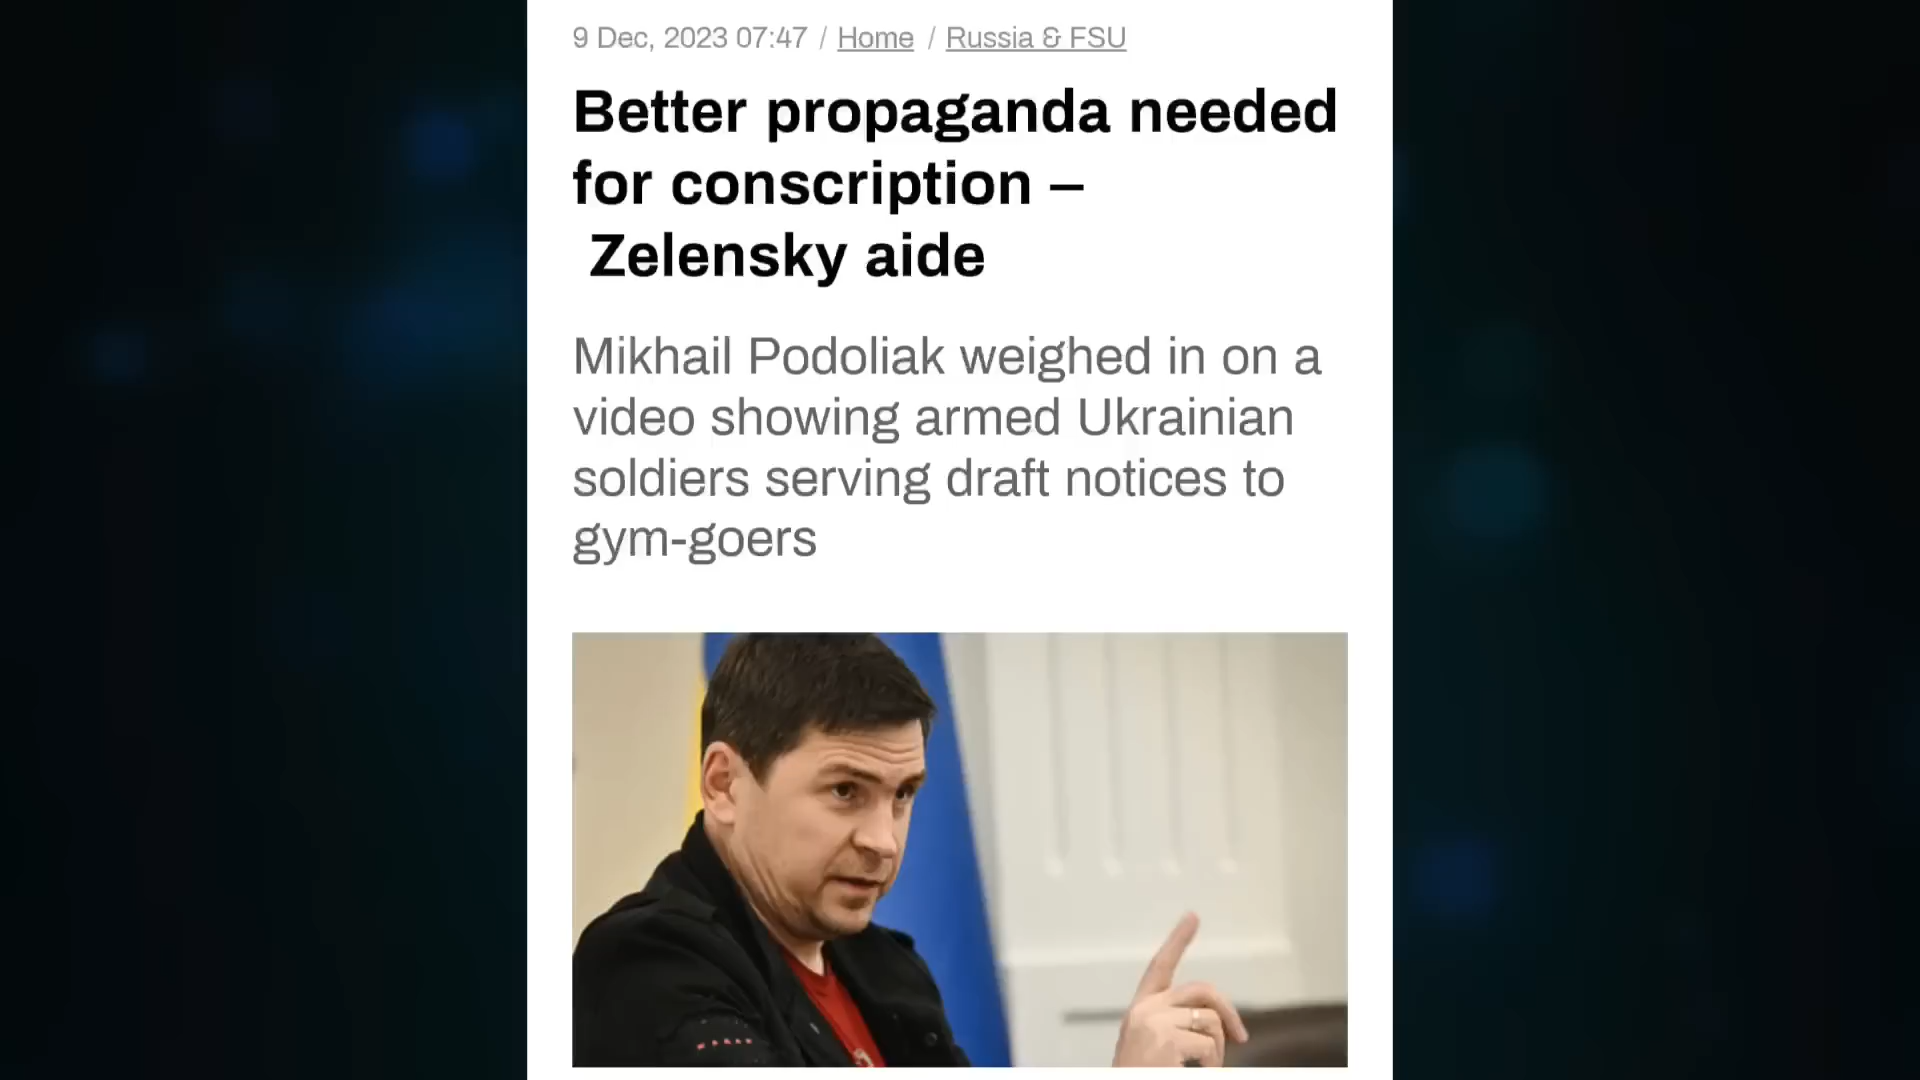 9 Dec, 2023 07:47 / Home / Russia & FSU
Better propaganda needed
for conscription –
Zelensky aide
Mikhail Podoliak weighed in on a
video showing armed Ukrainian
soldiers serving draft notices to
gym-goers